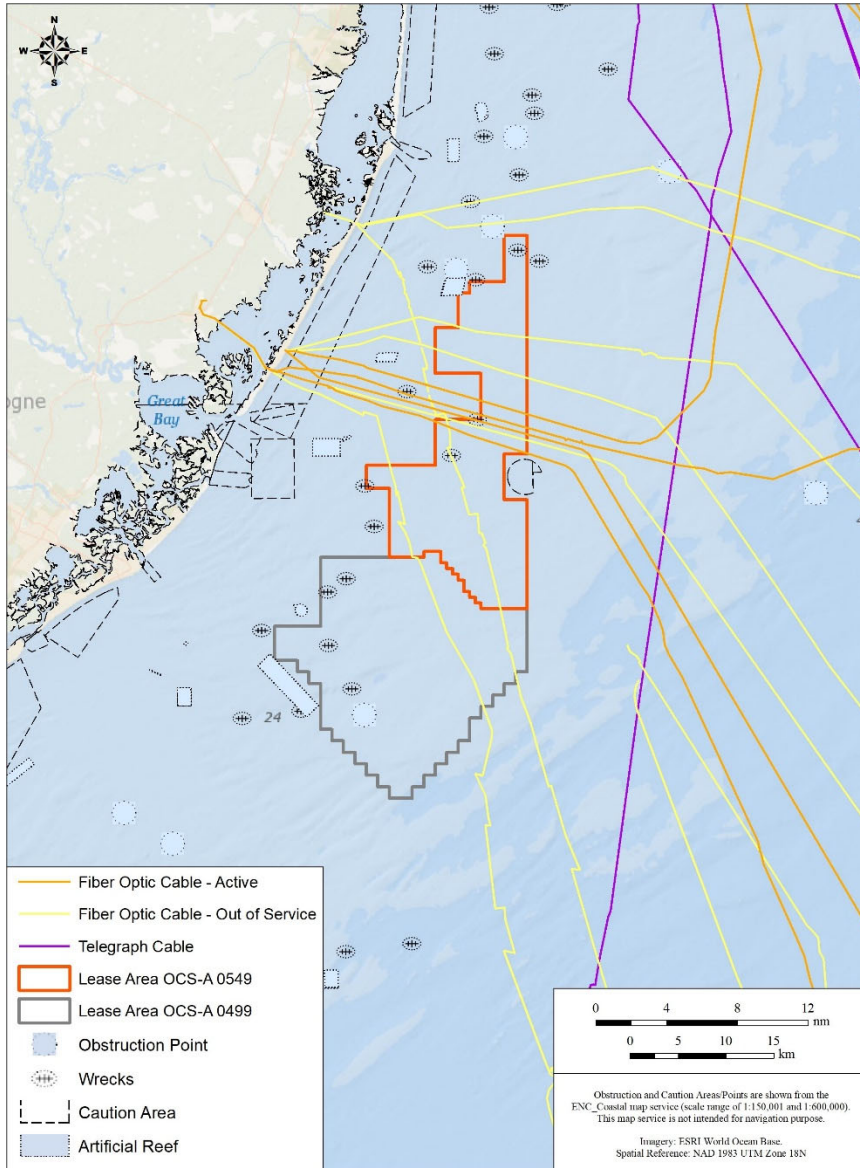 N
W E
S
ogne
Great
Bay
24
Fiber Optic Cable - Active
Fiber Optic Cable - Out of Service
Telegraph Cable
Lease Area OCS-A 0549
Lease Area OCS-A 0499
Obstruction Point
Wrecks
Caution Area
Artificial Reef
0 4 8 12
nm
0 5 10 15
km
Obstruction and Caution Areas/Points are shown from the
ENC_Coastal map service (scale range of 1:150,001 and 1:600,000).
This map service is not intended for navigation purpose.
Imagery: ESRI World Ocean Base.
Spatial Reference: NAD 1983 UTM Zone 18N